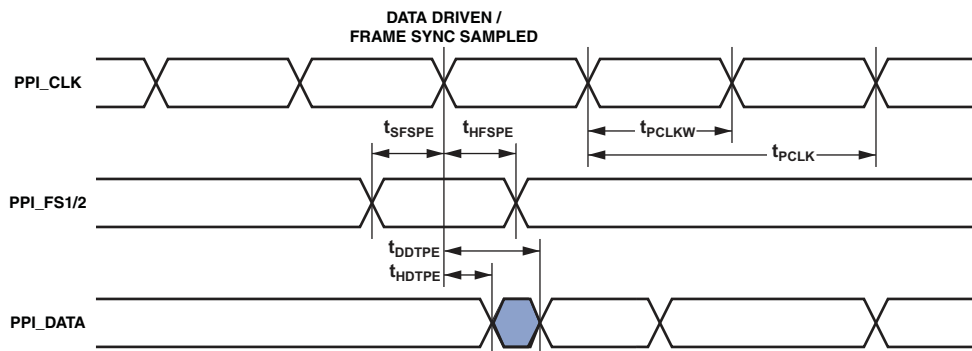 DATA DRIVEN /
FRAME SYNC SAMPLED
PPI_CLK
tSFSPE
tHFSPE
tPCLKW
tPCLK
PPI_FS1/2
tDDTPE
tHDTPE
PPI_DATA